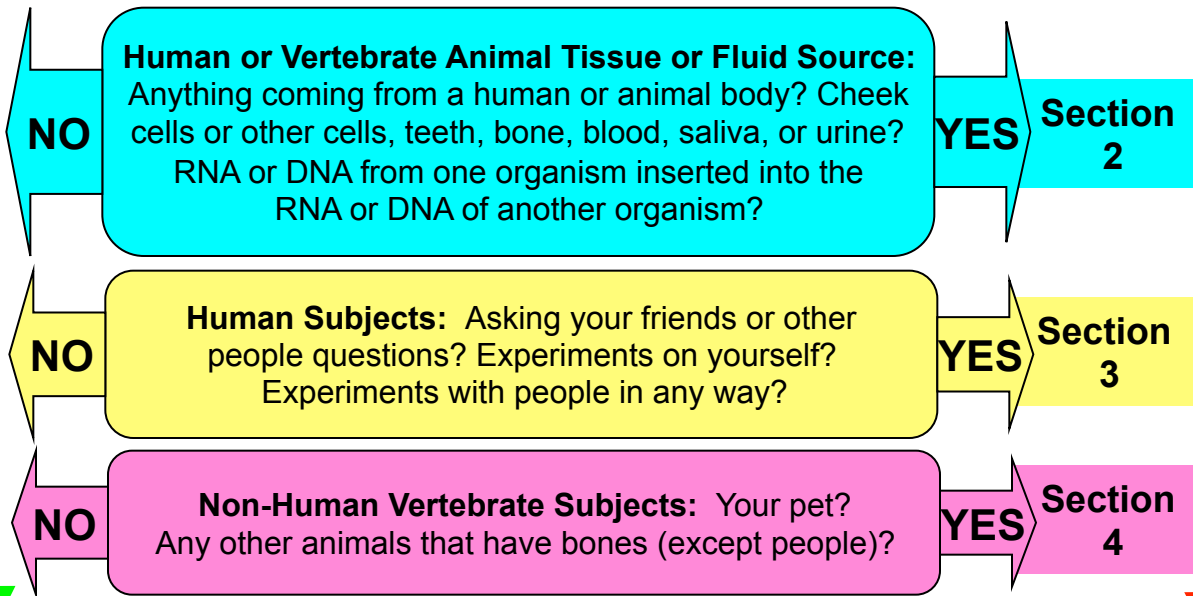 Human or Vertebrate Animal Tissue or Fluid Source:
Anything coming from a human or animal body? Cheek
cells or other cells, teeth, bone, blood, saliva, or urine?
RNA or DNA from one organism inserted into the
RNA or DNA of another organism?
NO
YES
Section
2
Human Subjects: Asking your friends or other
people questions? Experiments on yourself?
Experiments with people in any way?
NO
YES
Section
3
Non-Human Vertebrate Subjects: Your pet?
Any other animals that have bones (except people)?
NO
YES
Section
4